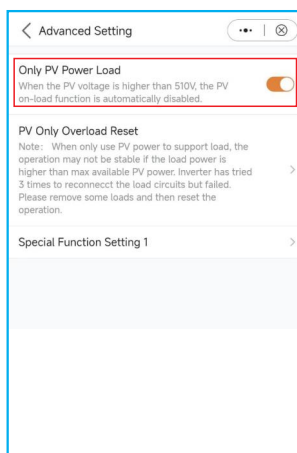 Advanced Setting
Only PV Power Load
When the PV voltage is higher than 510V, the PV
on-load function is automatically disabled.
PV Only Overload Reset
Note: When only use PV power to support load, the
operation may not be stable if the load power is
higher than max available PV power. Inverter has tried
3 times to reconnecct the load circuits but failed.
Please remove some loads and then reset the
operation.
Special Function Setting 1